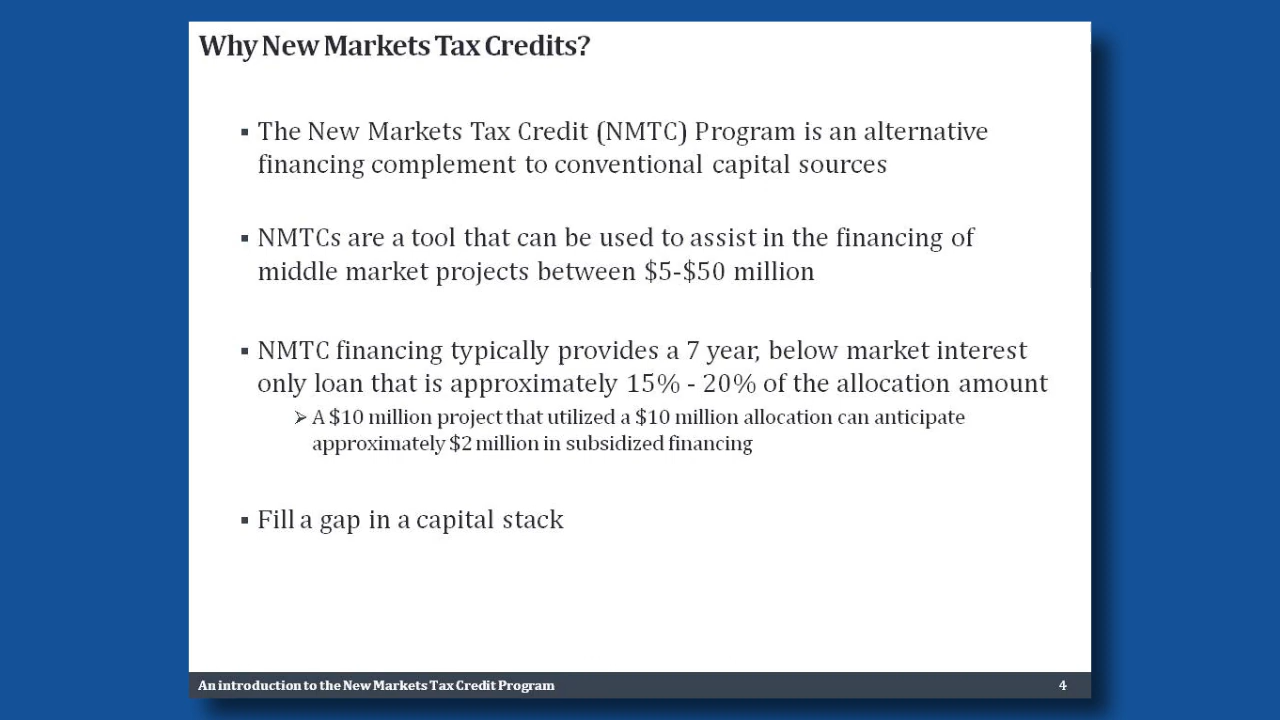 Why New Markets Tax Credits?
▪ The New Markets Tax Credit (NMTC) Program is an alternative
financing complement to conventional capital sources
▪ NMTCs are a tool that can be used to assist in the financing of
middle market projects between $5-$50 million
▪ NMTC financing typically provides a 7 year, below market interest
only loan that is approximately 15% - 20% of the allocation amount
➢ A $10 million project that utilized a $10 million allocation can anticipate
approximately $2 million in subsidized financing
▪ Fill a gap in a capital stack
An introduction to the New Markets Tax Credit Program 4